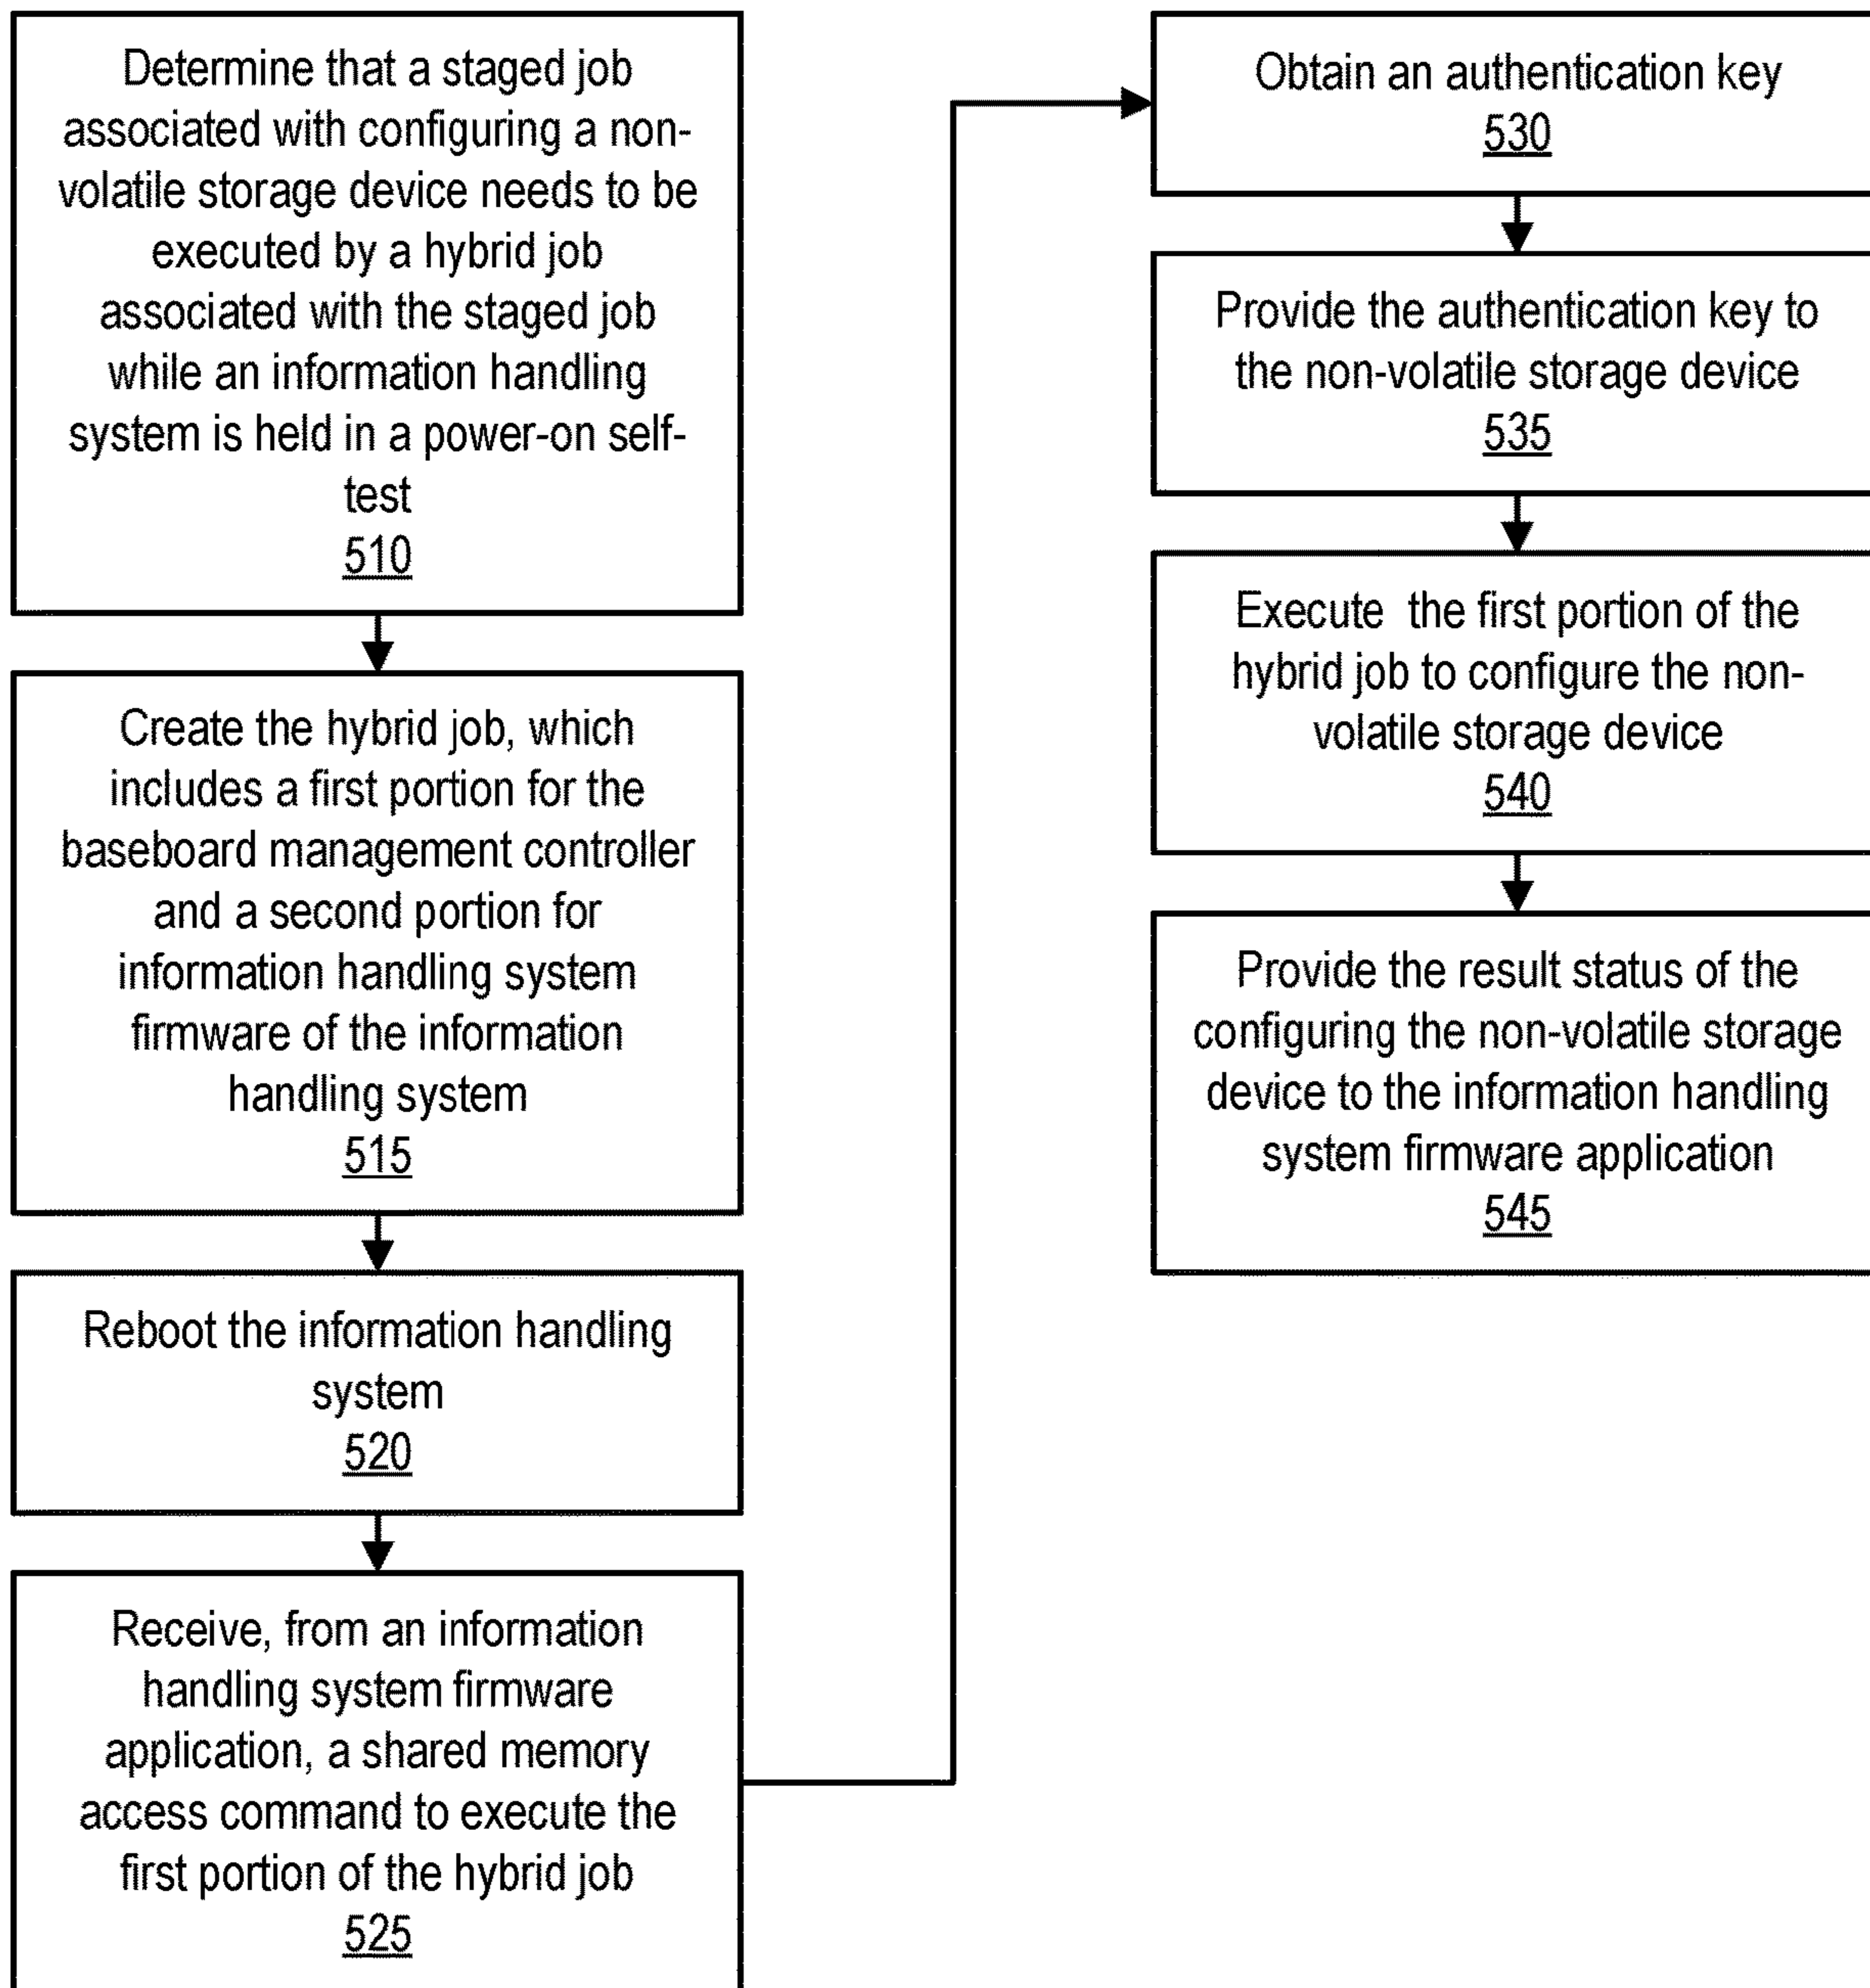 Determine that a staged job
associated with configuring a non-
volatile storage device needs to be
executed by a hybrid job
associated with the staged job
while an information handling
system is held in a power-on self-
test
510
Create the hybrid job, which
includes a first portion for the
baseboard management controller
and a second portion for
information handling system
firmware of the information
handling system
515
Reboot the information handling
system
520
Receive, from an information
handling system firmware
application, a shared memory
access command to execute the
first portion of the hybrid job
525
Obtain an authentication key
530
Provide the authentication key to
the non-volatile storage device
535
Execute the first portion of the
hybrid job to configure the non-
volatile storage device
540
Provide the result status of the
configuring the non-volatile storage
device to the information handling
system firmware application
545